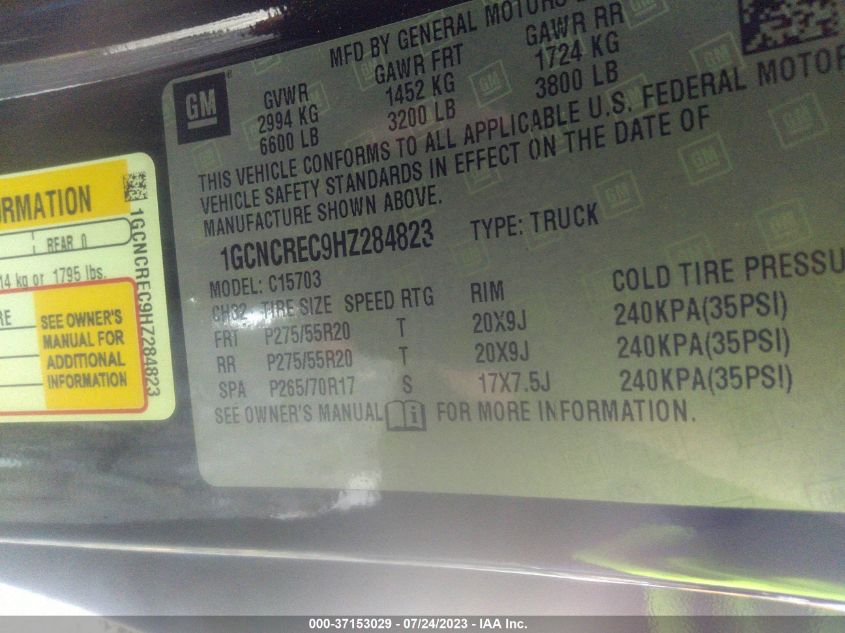 MFD BY GENERAL MOTORS
GM
GVWR GAWR FRT GAWR RR
2994 KG 1452 KG 1724 KG
6600 LB 3200 LB 3800 LB
THIS VEHICLE CONFORMS TO ALL APPLICABLE U.S. FEDERAL MOTOR
VEHICLE SAFETY STANDARDS IN EFFECT ON THE DATE OF
MANUFACTURE SHOWN ABOVE.
1GCNCREC9HZ284823 TYPE: TRUCK
MODEL: C15703
CH32 TIRE SIZE SPEED RTG RIM COLD TIRE PRESSU
FRT P275/55R20 T 20X9J 240KPA(35PSI)
RR P275/55R20 T 20X9J 240KPA(35PSI)
SPA P265/70R17 S 17X7.5J 240KPA(35PSI)
SEE OWNER'S MANUAL i FOR MORE INFORMATION.
RMATION
REAR 0
14 kg or 1795 lbs.
RE
SEE OWNER'S
MANUAL FOR
ADDITIONAL
INFORMATION
1GCNCREC9HZ284823
000-37153029 - 07/24/2023 - IAA Inc.